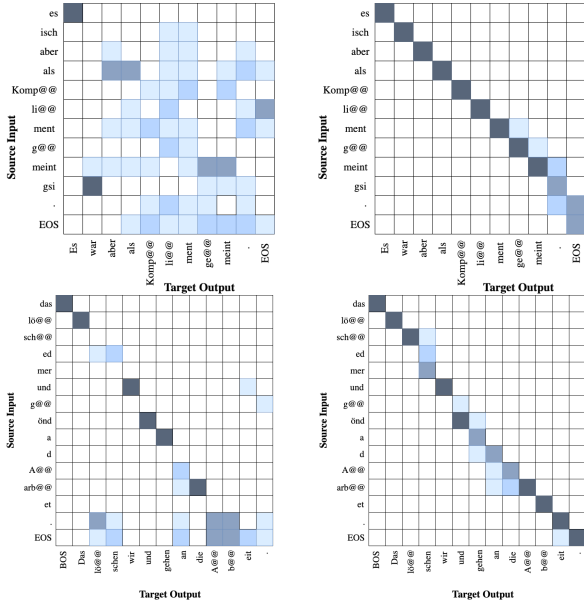 es
isch
aber
als
Komp@@
li@@
ment
g@@
meint
gsi
.
EOS
Source Input
Es
war
aber
als
Komp@@
li@@
ment
ge@@
meint
.
EOS
Target Output
es
isch
aber
als
Komp@@
li@@
ment
g@@
meint
gsi
.
EOS
Source Input
Es
war
aber
als
Komp@@
li@@
ment
ge@@
meint
.
EOS
Target Output
das
lö@@
sch@@
ed
mer
und
g@@
önd
a
d
A@@
arb@@
et
.
EOS
Source Input
BOS
Das
lö@@
schen
wir
und
gehen
an
die
A@@
b@@
eit
.
Target Output
das
lö@@
sch@@
ed
mer
und
g@@
önd
a
d
A@@
arb@@
et
.
EOS
Source Input
BOS
Das
lö@@
schen
wir
und
gehen
an
die
A@@
b@@
eit
.
Target Output